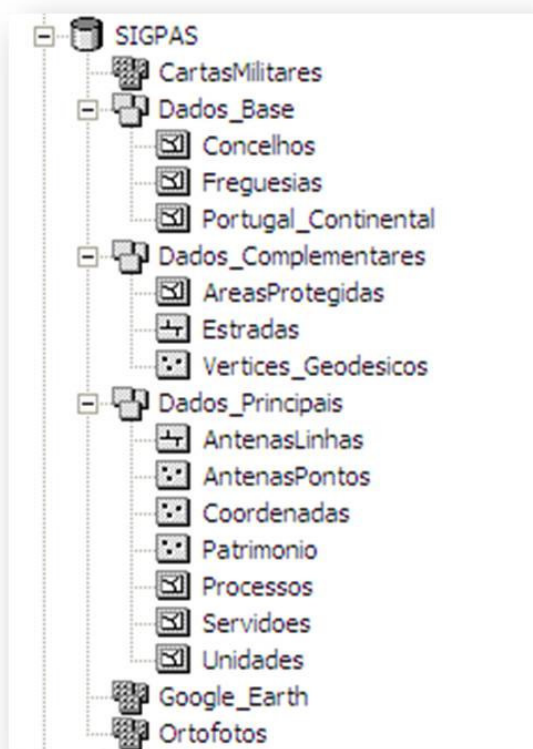 SIGPAS
CartasMilitares
Dados_Base
Concelhos
Freguesias
Portugal_Continental
Dados_Complementares
AreasProtegidas
Estradas
Vertices_Geodesicos
Dados_Principais
AntenasLinhas
AntenasPontos
Coordenadas
Patrimonio
Processos
Servidoes
Unidades
Google_Earth
Ortofotos